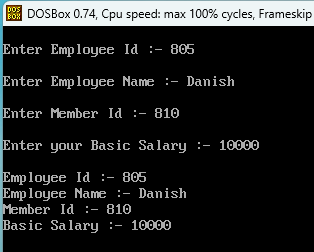 DOSBox 0.74, Cpu speed: max 100% cycles, Frameskip
Enter Employee Id :- 805
Enter Employee Name :- Danish
Enter Member Id :- 810
Enter your Basic Salary :- 10000
Employee Id :- 805
Employee Name :- Danish
Member Id :- 810
Basic Salary :- 10000